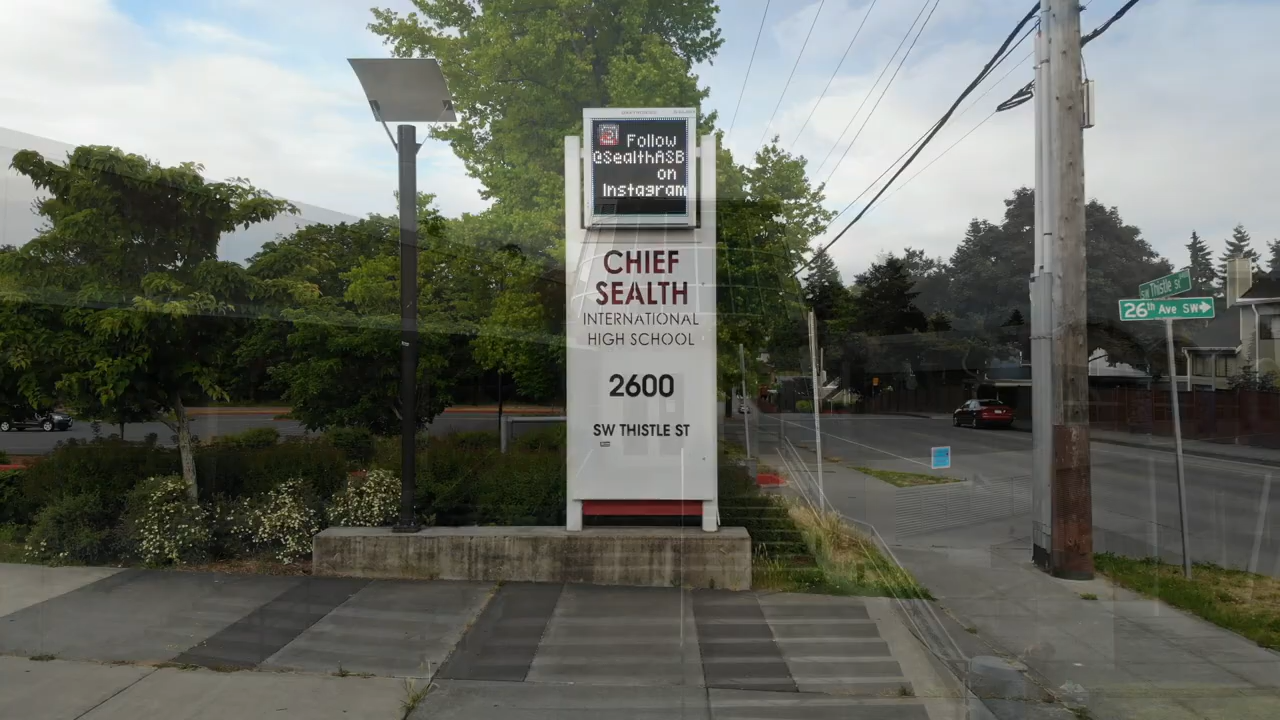 Follow
@SealthASB
on
Instagram
CHIEF
SEALTH
INTERNATIONAL
HIGH SCHOOL
2600
SW THISTLE ST
SW Thistle St
26th Ave SW